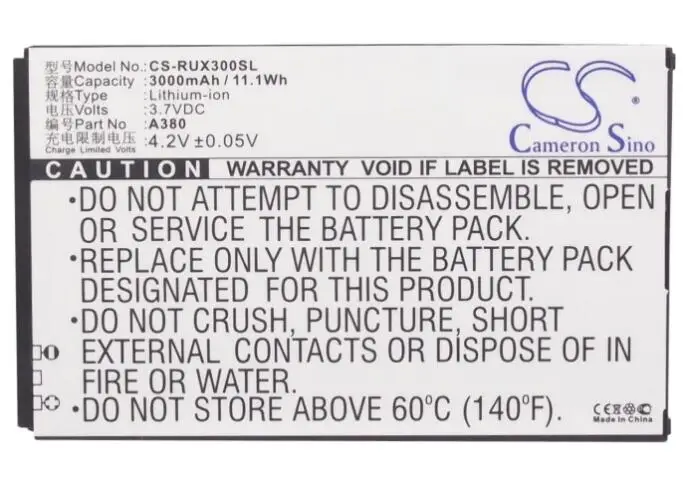 型号Model: CS-RUX300SL
容量Capacity: 3000mAh / 11.1Wh
规格Type: Lithium-ion
电压Volts: 3.7VDC
编号Part No A380
充电限制电压: 4.2V±0.05V
Charge Limited Volts
CS
Cameron Sino
CAUTION WARRANTY VOID IF LABEL IS REMOVED
•DO NOT ATTEMPT TO DISASSEMBLE, OPEN
OR SERVICE THE BATTERY PACK.
•REPLACE ONLY WITH THE BATTERY PACK
DESIGNATED FOR THIS PRODUCT.
•DO NOT CRUSH, PUNCTURE, SHORT
EXTERNAL CONTACTS OR DISPOSE OF
IN FIRE OR WATER.
•DO NOT STORE ABOVE 60°C (140°F).
CE
Made in China